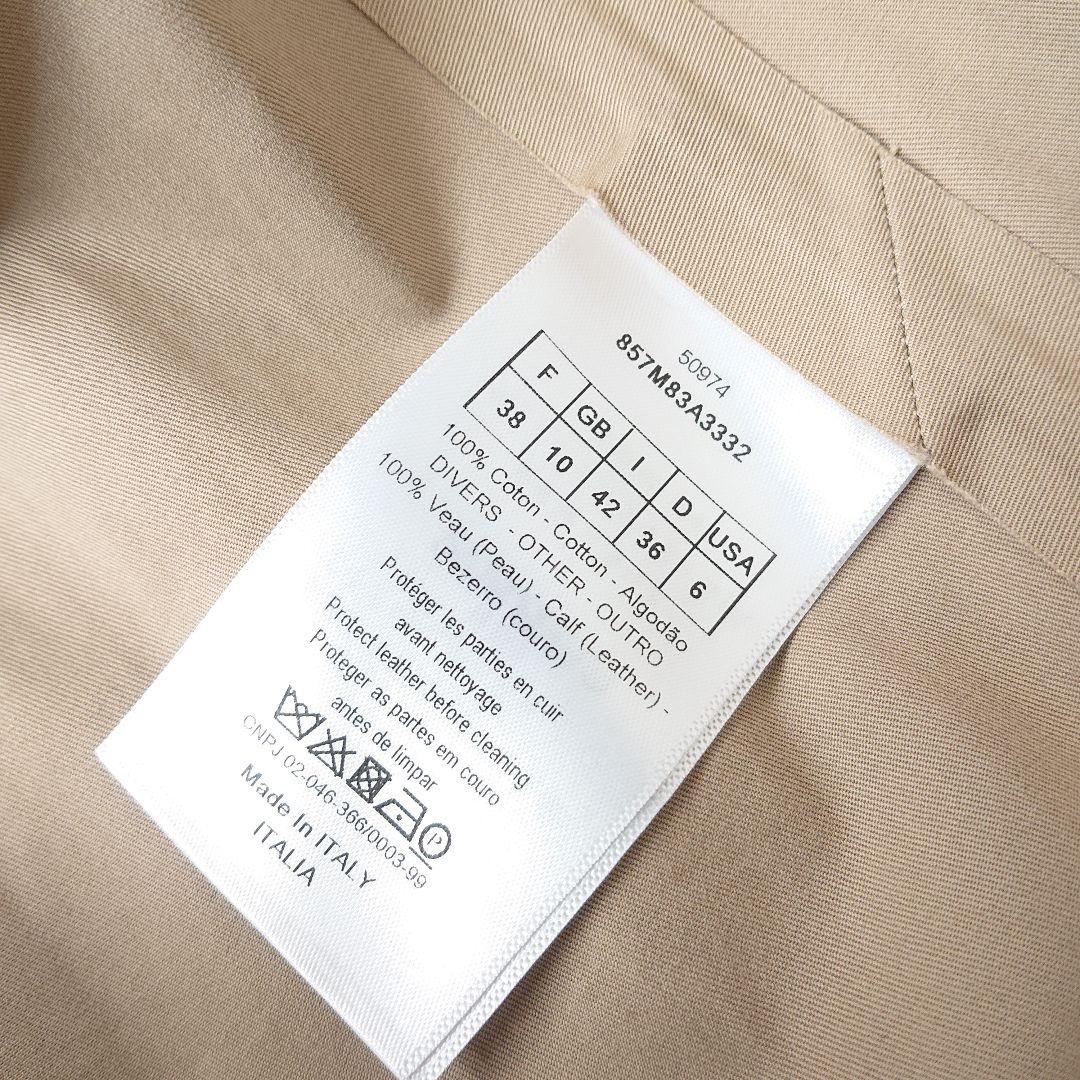 50974
857M83A3332
F GB I D USA
38 10 42 36 6
100% Coton - Cotton - Algodão
DIVERS - OTHER - OUTRO
100% Veau (Peau) - Calf (Leather) -
Bezerro (couro)
Protéger les parties en cuir
avant nettoyage
Protect leather before cleaning
Proteger as partes em couro
antes de limpar
P
CNPJ 02-046-366/0003-99
Made In ITALY
ITALIA